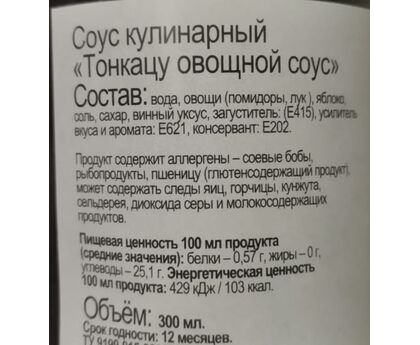 Соус кулинарный
«Тонкацу овощной соус»
Состав: вода, овощи (помидоры, лук ), яблоко,
соль, сахар, винный уксус, загуститель: (Е415), усилитель
вкуса и аромата: Е621, консервант: Е202.
Продукт содержит аллергены – соевые бобы,
рыбопродукты, пшеницу (глютенсодержащий продукт),
может содержать следы яиц, горчицы, кунжута,
сельдерея, диоксида серы и молокосодержащих
продуктов.
Пищевая ценность 100 мл продукта
(средние значения): белки – 0,57 г, жиры – 0 г,
углеводы – 25,1 г. Энергетическая ценность
100 мл продукта: 429 кДж / 103 ккал.
Объём: 300 мл.
Срок годности: 12 месяцев.
ТУ 9190-015